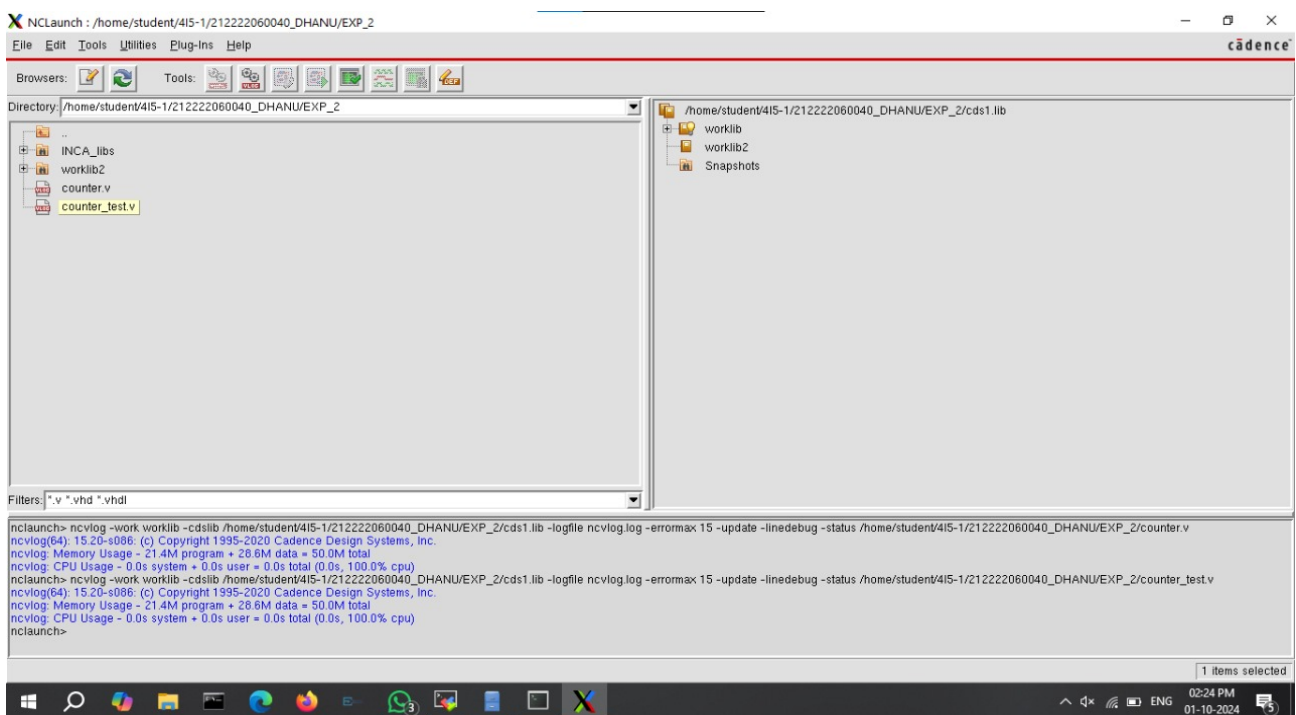 NCLaunch : /home/student/4I5-1/212222060040_DHANU/EXP_2
File Edit Tools Utilities Plug-Ins Help
cādence
Browsers: Tools:
Directory: /home/student/4I5-1/212222060040_DHANU/EXP_2
..
INCA_libs
worklib2
counter.v
counter_test.v
/home/student/4I5-1/212222060040_DHANU/EXP_2/cds1.lib
worklib
worklib2
Snapshots
Filters: *.v *.vhd *.vhdl
nclaunch> ncvlog -work worklib -cdslib /home/student/4I5-1/212222060040_DHANU/EXP_2/cds1.lib -logfile ncvlog.log -errormax 15 -update -linedebug -status /home/student/4I5-1/212222060040_DHANU/EXP_2/counter.v
ncvlog(64): 15.20-s086: (c) Copyright 1995-2020 Cadence Design Systems, Inc.
ncvlog: Memory Usage - 21.4M program + 28.6M data = 50.0M total
ncvlog: CPU Usage - 0.0s system + 0.0s user = 0.0s total (0.0s, 100.0% cpu)
nclaunch> ncvlog -work worklib -cdslib /home/student/4I5-1/212222060040_DHANU/EXP_2/cds1.lib -logfile ncvlog.log -errormax 15 -update -linedebug -status /home/student/4I5-1/212222060040_DHANU/EXP_2/counter_test.v
ncvlog(64): 15.20-s086: (c) Copyright 1995-2020 Cadence Design Systems, Inc.
ncvlog: Memory Usage - 21.4M program + 28.6M data = 50.0M total
ncvlog: CPU Usage - 0.0s system + 0.0s user = 0.0s total (0.0s, 100.0% cpu)
nclaunch>
1 items selected
3
ENG
02:24 PM
01-10-2024
5